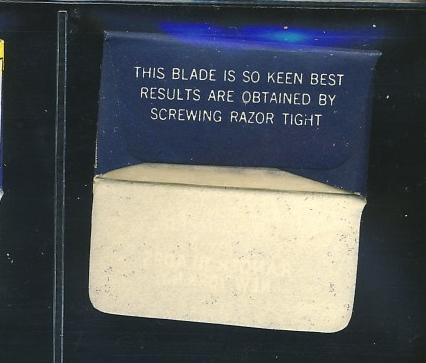 THIS BLADE IS SO KEEN BEST
RESULTS ARE OBTAINED BY
SCREWING RAZOR TIGHT